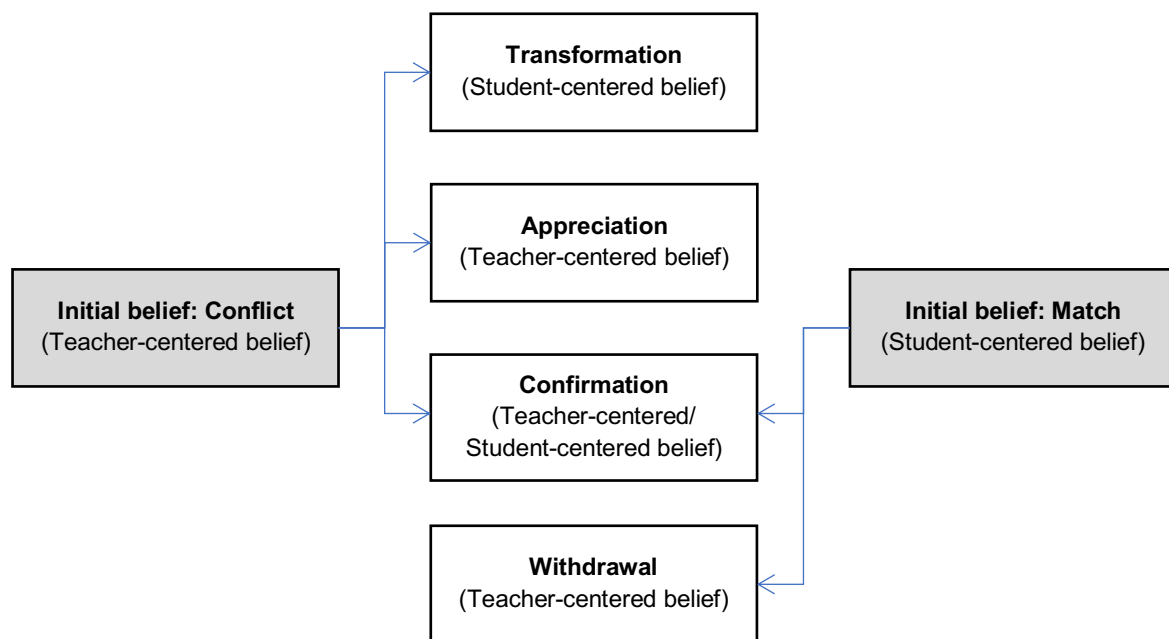 Transformation
(Student-centered belief)
Appreciation
(Teacher-centered belief)
Initial belief: Conflict
(Teacher-centered belief)
Initial belief: Match
(Student-centered belief)
Confirmation
(Teacher-centered/
Student-centered belief)
Withdrawal
(Teacher-centered belief)